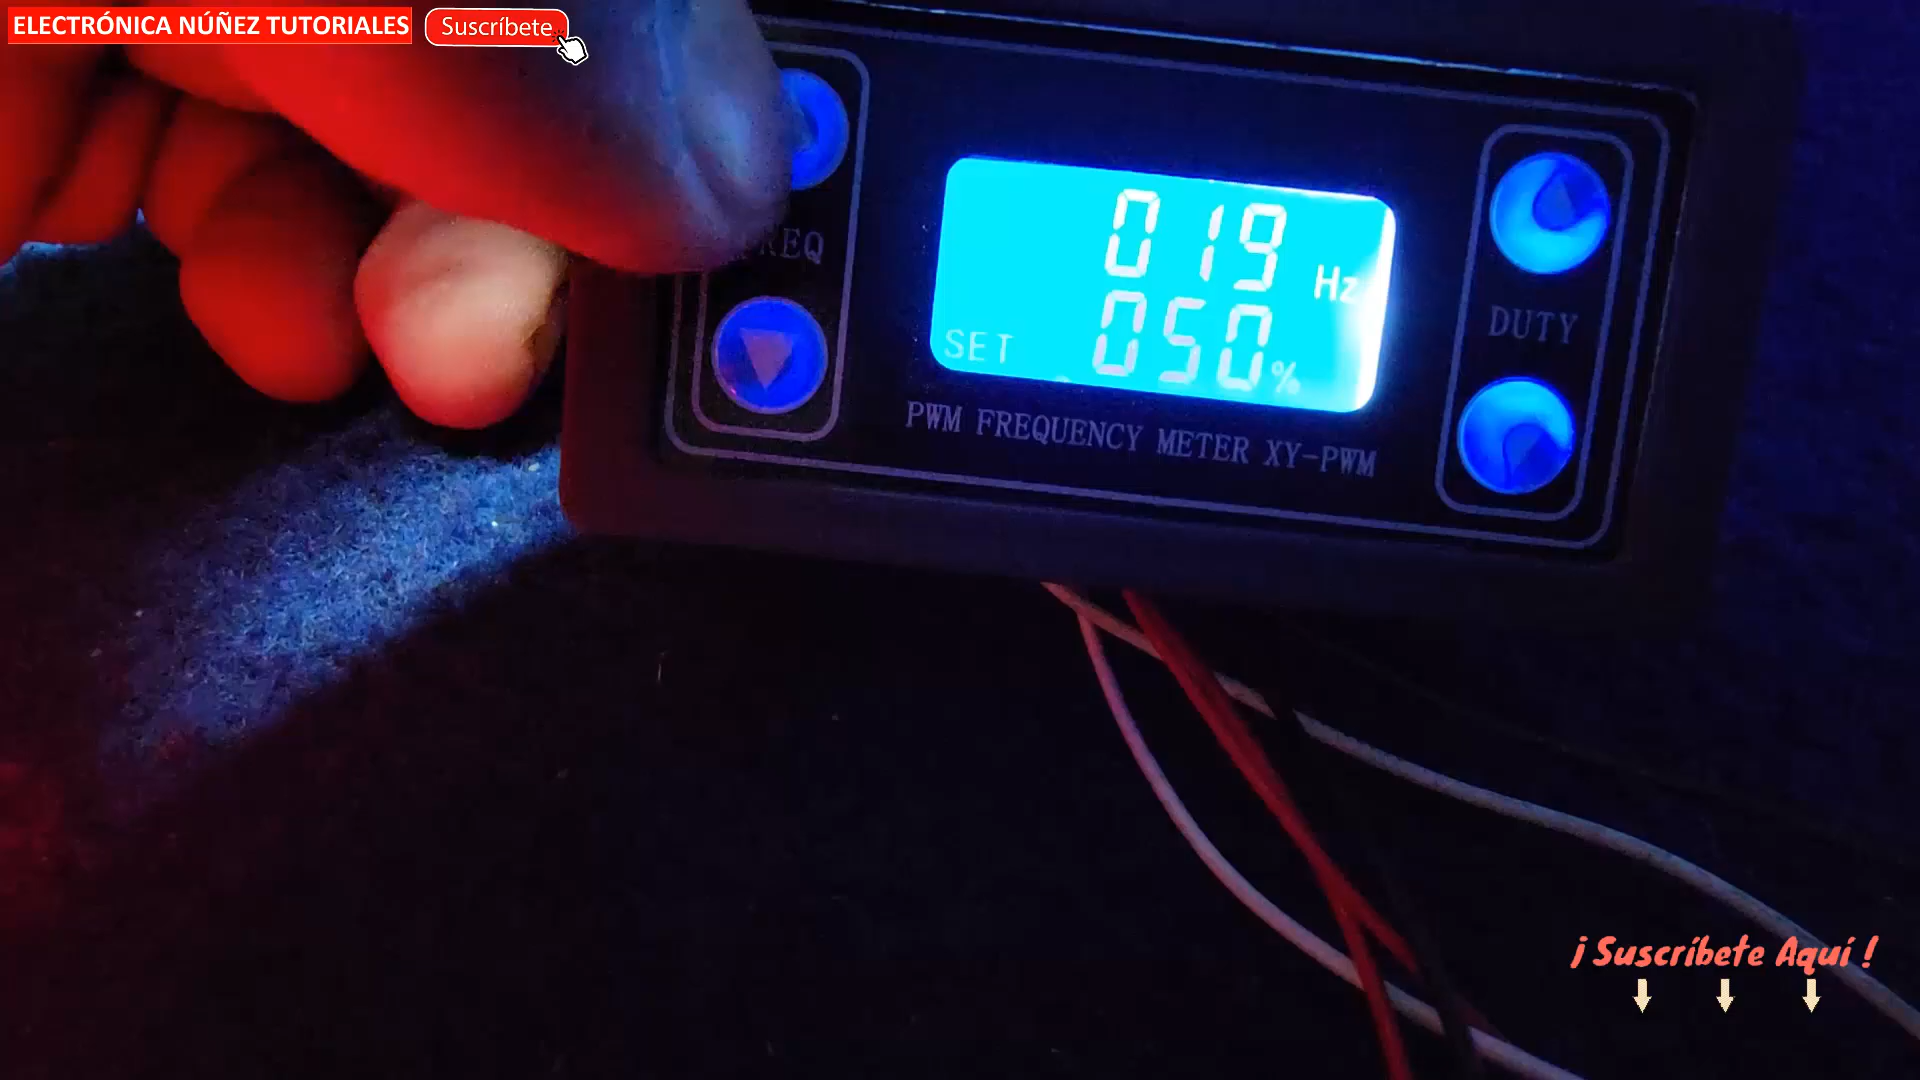 ELECTRÓNICA NÚÑEZ TUTORIALES
Suscríbete
019 Hz
SET 050 %
DUTY
PWM FREQUENCY METER XY-PWM
¡ Suscríbete Aquí !